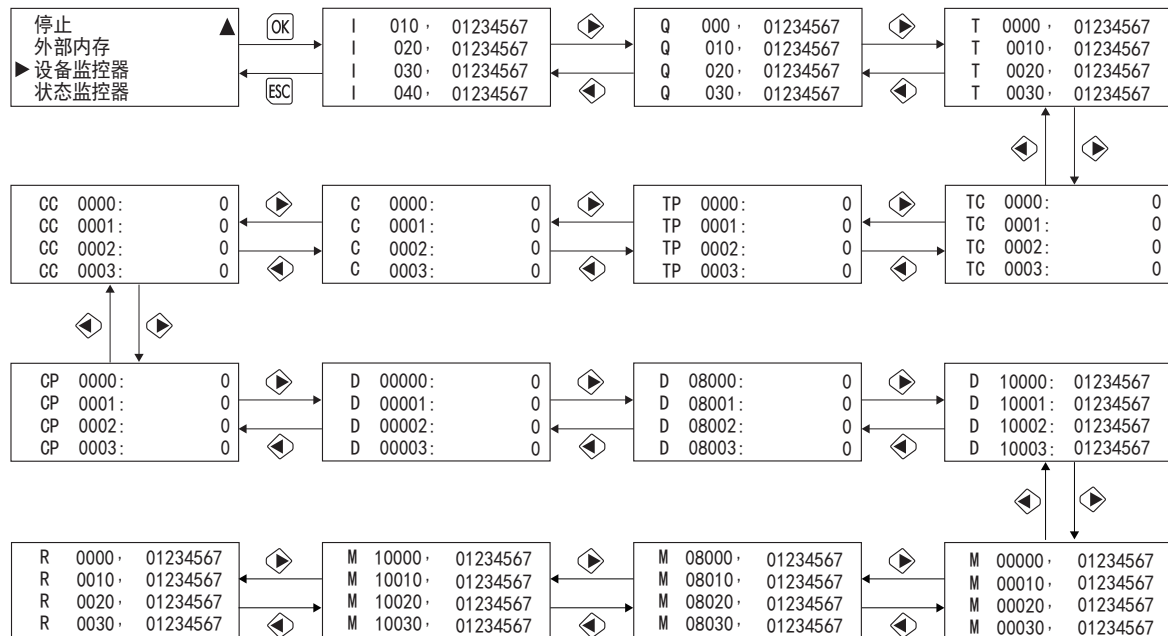 停止
外部内存
设备监控器
状态监控器
OK
ESC
I 010, 01234567
I 020, 01234567
I 030, 01234567
I 040, 01234567
Q 000, 01234567
Q 010, 01234567
Q 020, 01234567
Q 030, 01234567
T 0000, 01234567
T 0010, 01234567
T 0020, 01234567
T 0030, 01234567
CC 0000: 0
CC 0001: 0
CC 0002: 0
CC 0003: 0
C 0000: 0
C 0001: 0
C 0002: 0
C 0003: 0
TP 0000: 0
TP 0001: 0
TP 0002: 0
TP 0003: 0
TC 0000: 0
TC 0001: 0
TC 0002: 0
TC 0003: 0
CP 0000: 0
CP 0001: 0
CP 0002: 0
CP 0003: 0
D 00000: 0
D 00001: 0
D 00002: 0
D 00003: 0
D 08000: 0
D 08001: 0
D 08002: 0
D 08003: 0
D 10000: 01234567
D 10001: 01234567
D 10002: 01234567
D 10003: 01234567
R 0000, 01234567
R 0010, 01234567
R 0020, 01234567
R 0030, 01234567
M 10000, 01234567
M 10010, 01234567
M 10020, 01234567
M 10030, 01234567
M 08000, 01234567
M 08010, 01234567
M 08020, 01234567
M 08030, 01234567
M 00000, 01234567
M 00010, 01234567
M 00020, 01234567
M 00030, 01234567